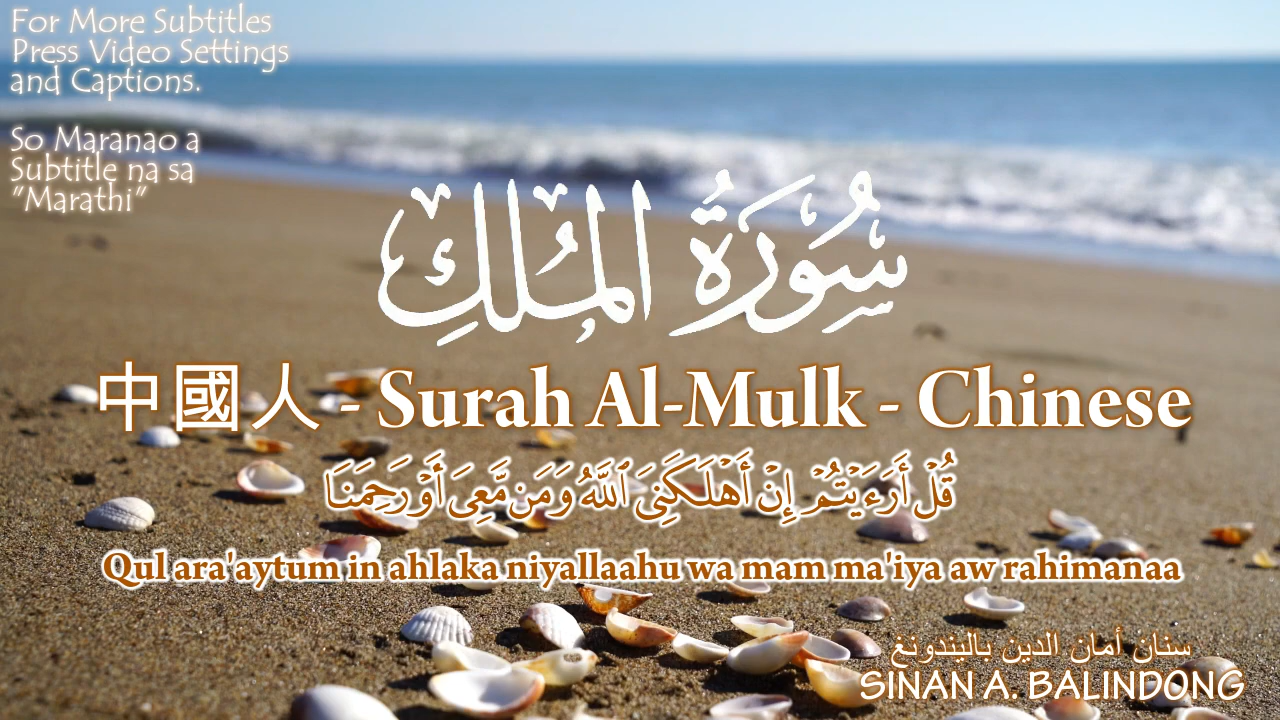 For More Subtitles
Press Video Settings
and Captions.
So Maranao a
Subtitle na sa
"Marathi"
سُورَةُ المُلكِ
中國人 - Surah Al-Mulk - Chinese
قُلۡ أَرَءَيۡتُمۡ إِنۡ أَهۡلَكَنِيَ ٱللَّهُ وَمَن مَّعِيَ أَوۡ رَحِمَنَا
Qul ara'aytum in ahlaka niyallaahu wa mam ma'iya aw rahimanaa
سنان أمان الدين باليندونغ
SINAN A. BALINDONG